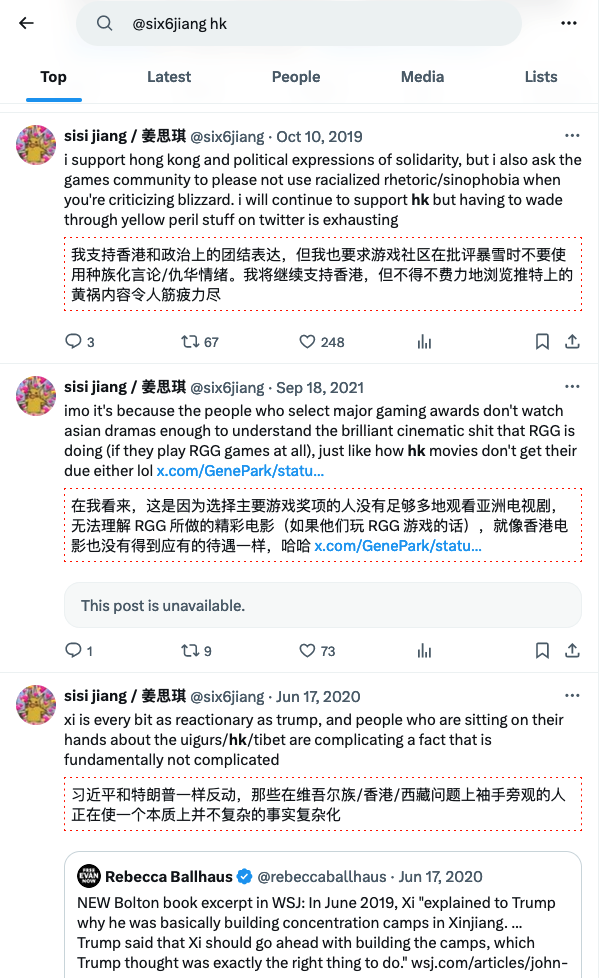 @six6jiang hk
Top Latest People Media Lists
sisi jiang / 姜思琪 @six6jiang · Oct 10, 2019
i support hong kong and political expressions of solidarity, but i also ask the
games community to please not use racialized rhetoric/sinophobia when
you're criticizing blizzard. i will continue to support hk but having to wade
through yellow peril stuff on twitter is exhausting
我支持香港和政治上的团结表达，但我也要求游戏社区在批评暴雪时不要使
用种族化言论/仇华情绪。我将继续支持香港，但不得不费力地浏览推特上的
黄祸内容令人筋疲力尽
3 67 248
sisi jiang / 姜思琪 @six6jiang · Sep 18, 2021
imo it's because the people who select major gaming awards don't watch
asian dramas enough to understand the brilliant cinematic shit that RGG is
doing (if they play RGG games at all), just like how hk movies don't get their
due either lol x.com/GenePark/statu…
在我看来，这是因为选择主要游戏奖项的人没有足够多地观看亚洲电视剧，
无法理解 RGG 所做的精彩电影（如果他们玩 RGG 游戏的话），就像香港电
影也没有得到应有的待遇一样，哈哈 x.com/GenePark/statu…
This post is unavailable.
1 9 73
sisi jiang / 姜思琪 @six6jiang · Jun 17, 2020
xi is every bit as reactionary as trump, and people who are sitting on their
hands about the uigurs/hk/tibet are complicating a fact that is
fundamentally not complicated
习近平和特朗普一样反动，那些在维吾尔族/香港/西藏问题上袖手旁观的人
正在使一个本质上并不复杂的事实复杂化
FREE EVAN NOW Rebecca Ballhaus @rebeccaballhaus · Jun 17, 2020
NEW Bolton book excerpt in WSJ: In June 2019, Xi "explained to Trump
why he was basically building concentration camps in Xinjiang. ...
Trump said that Xi should go ahead with building the camps, which
Trump thought was exactly the right thing to do." wsj.com/articles/john-